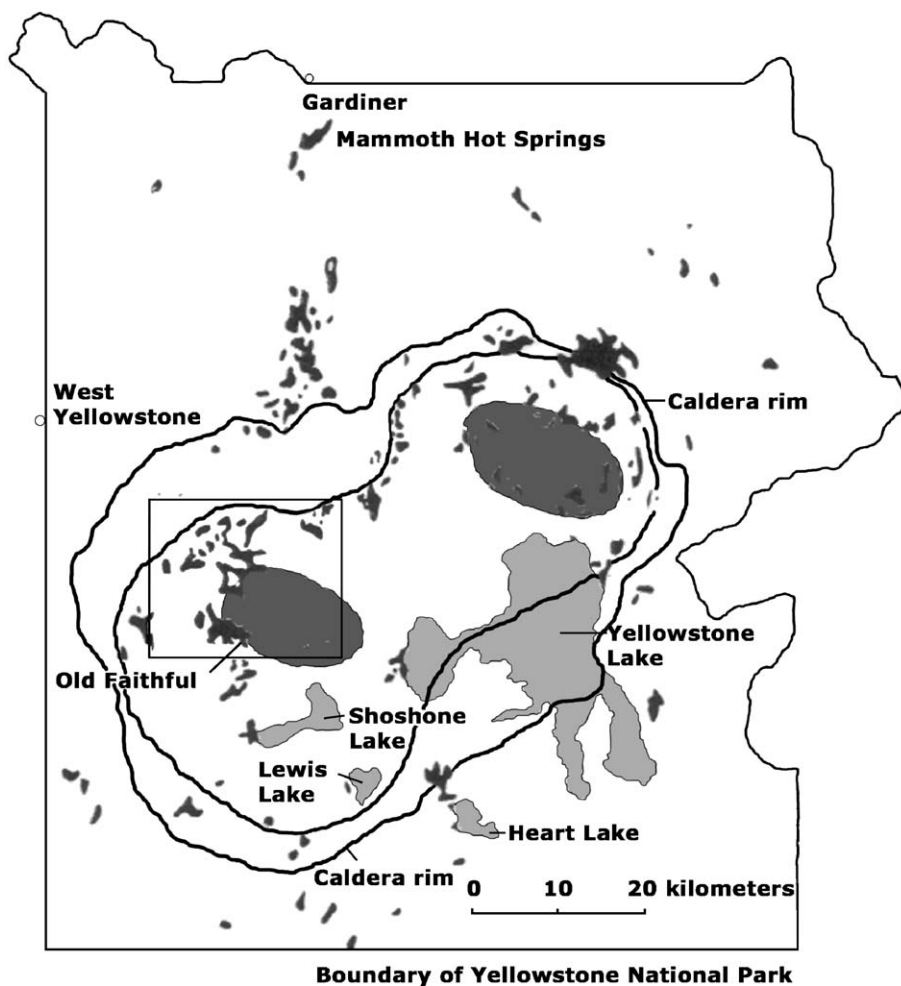 Gardiner
Mammoth Hot Springs
West
Yellowstone
Caldera rim
Yellowstone
Lake
Old Faithful
Shoshone
Lake
Lewis
Lake
Heart Lake
Caldera rim
0 10 20 kilometers
Boundary of Yellowstone National Park